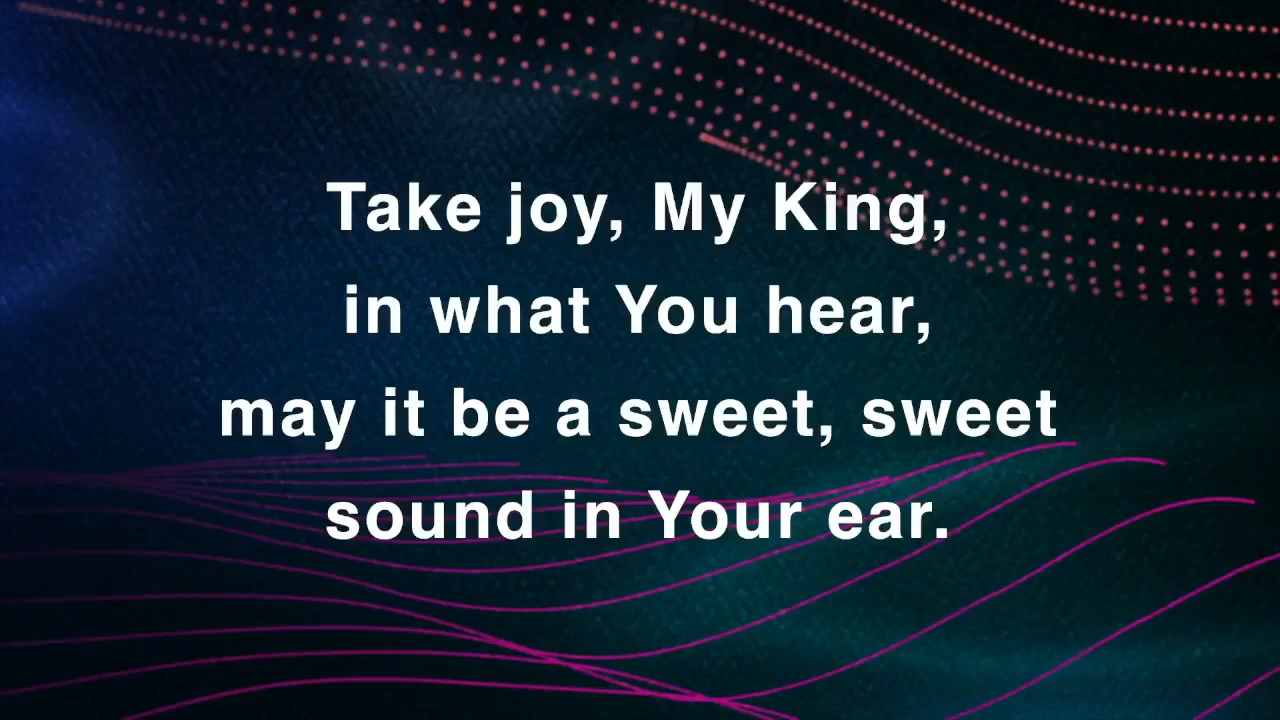 Take joy, My King,
in what You hear,
may it be a sweet, sweet
sound in Your ear.